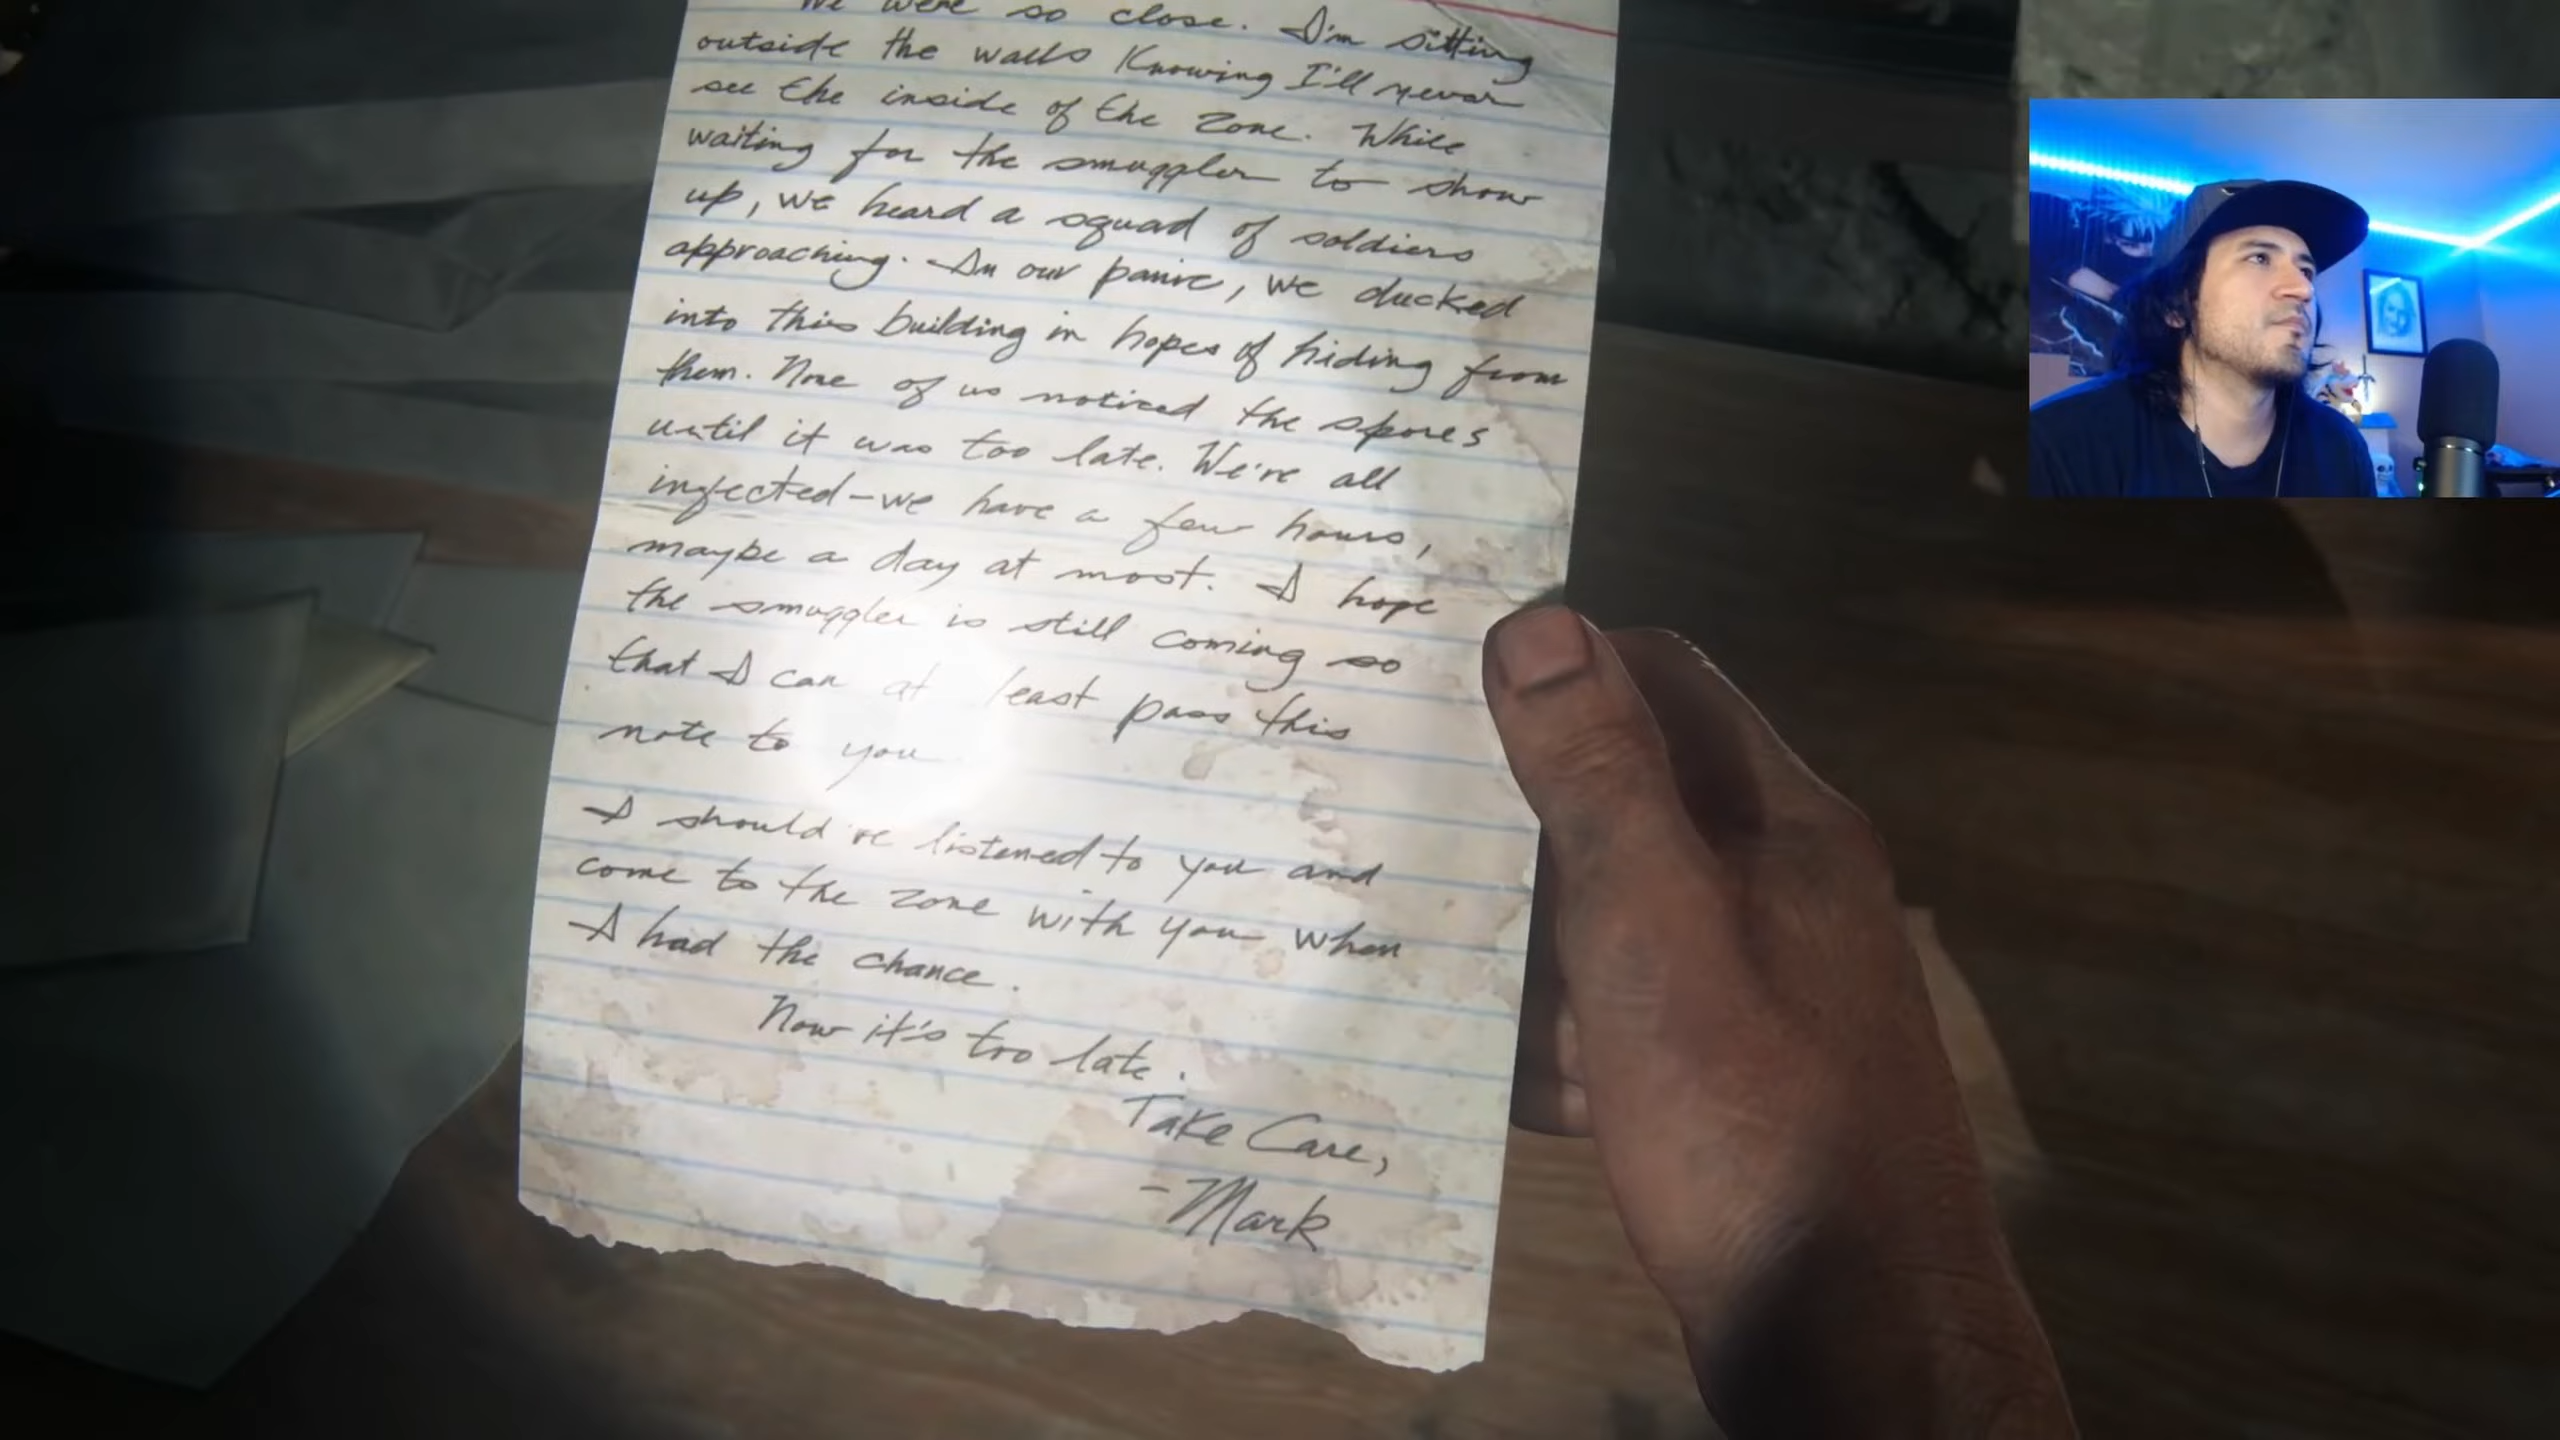 We were so close. I'm sitting
outside the walls Knowing I'll never
see the inside of the zone. While
waiting for the smuggler to show
up, we heard a squad of soldiers
approaching. In our panic, we ducked
into this building in hopes of hiding from
them. None of us noticed the spores
until it was too late. We're all
infected-we have a few hours,
maybe a day at most. I hope
the smuggler is still coming so
that I can at least pass this
note to you
I should've listened to you and
come to the zone with you when
I had the chance.
Now it's too late.
Take Care,
-Mark